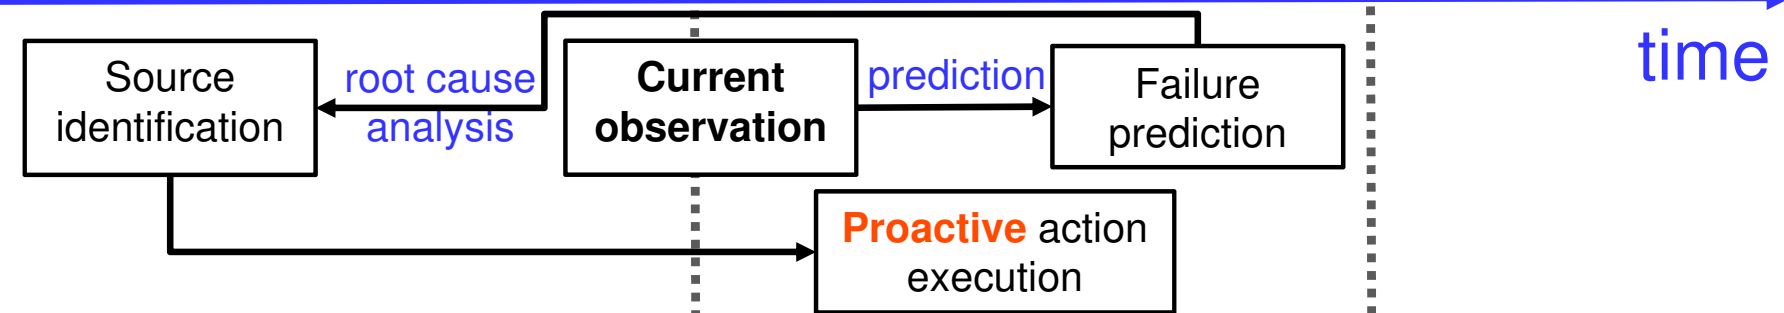 time
Source
identification
root cause
analysis
Current
observation
prediction
Failure
prediction
Proactive action
execution